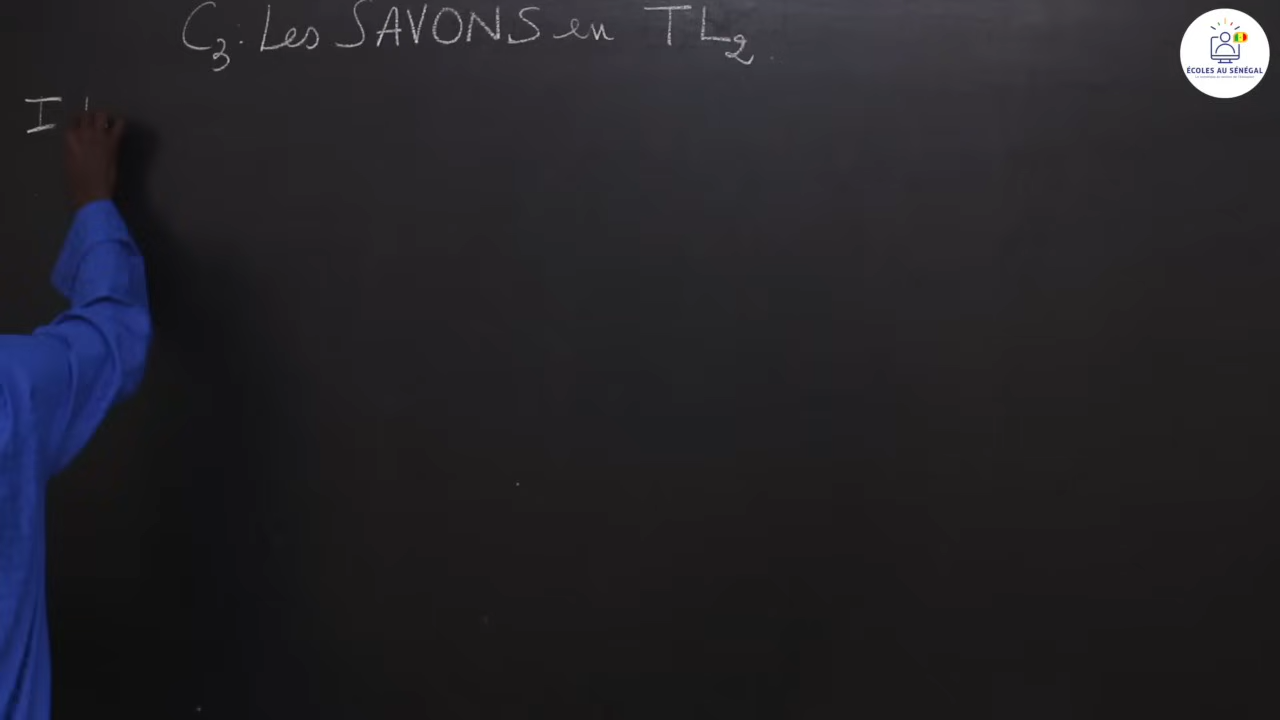 C₃: Les SAVONS en TL₂
I
ÉCOLES AU SÉNÉGAL